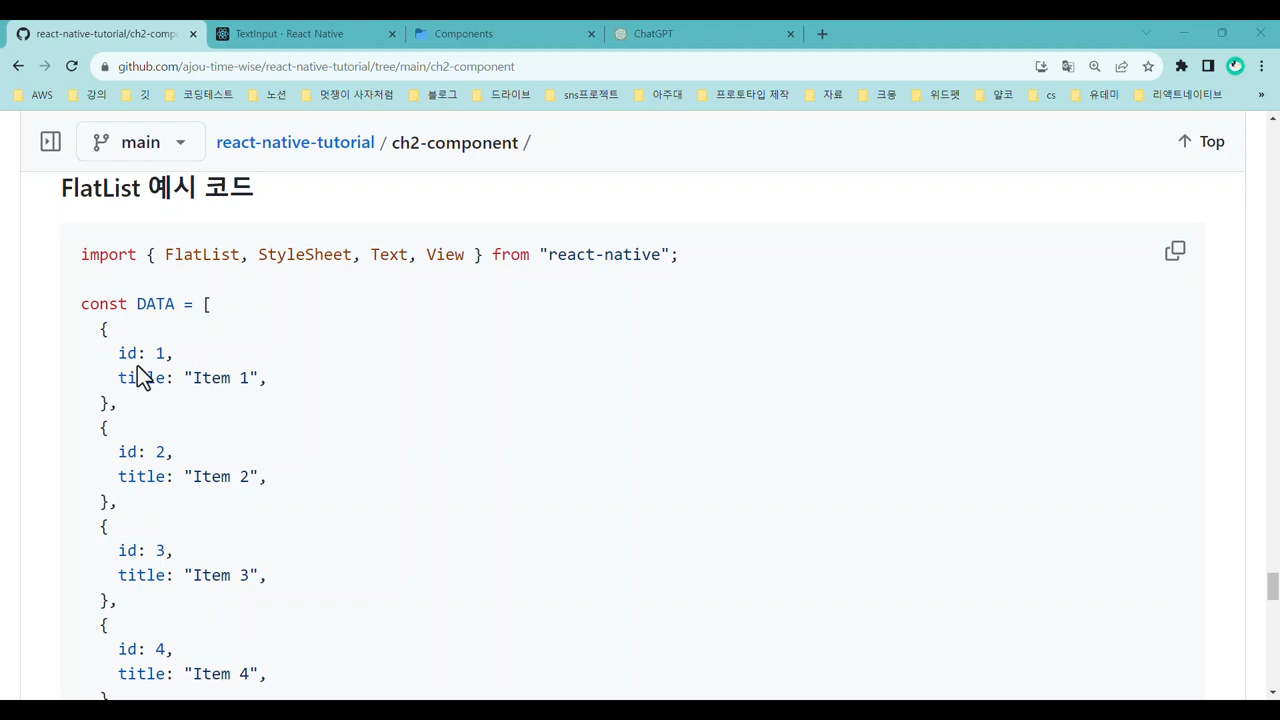 react-native-tutorial/ch2-compo
TextInput · React Native
Components
ChatGPT
github.com/ajou-time-wise/react-native-tutorial/tree/main/ch2-component
AWS 강의 깃 코딩테스트 노션 멋쟁이 사자처럼 블로그 드라이브 sns프로젝트 아주대 프로토타입 제작 자료 크몽 위드펫 얄코 cs 유데미 리액트네이티브 »
main react-native-tutorial / ch2-component / Top
FlatList 예시 코드
import { FlatList, StyleSheet, Text, View } from "react-native";
const DATA = [
{
id: 1,
title: "Item 1",
},
{
id: 2,
title: "Item 2",
},
{
id: 3,
title: "Item 3",
},
{
id: 4,
title: "Item 4",
}